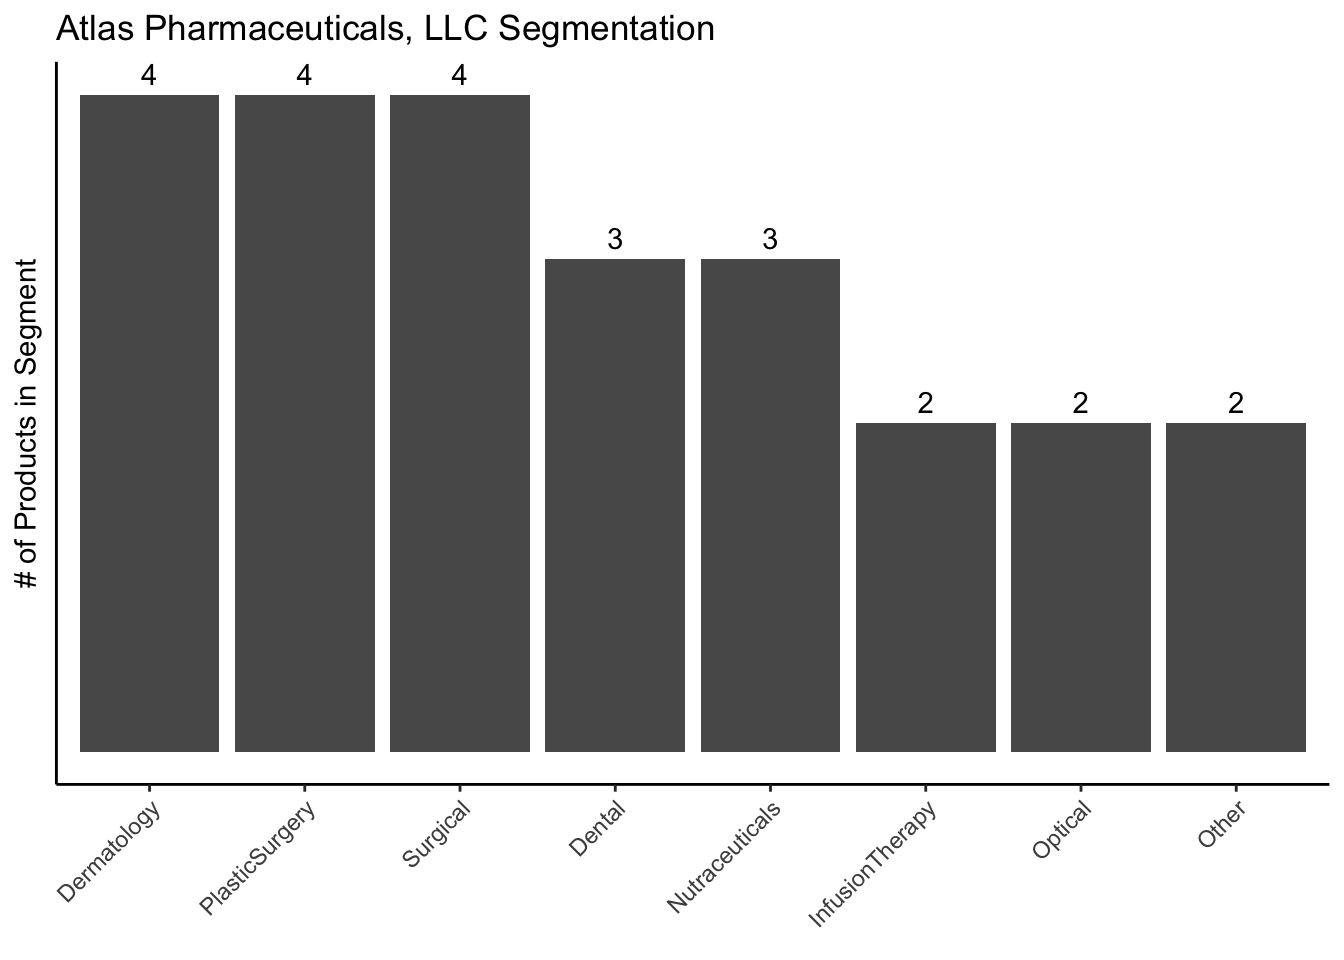 Atlas Pharmaceuticals, LLC Segmentation
4 4 4 3 3 2 2 2
# of Products in Segment
Dermatology
PlasticSurgery
Surgical
Dental
Nutraceuticals
InfusionTherapy
Optical
Other